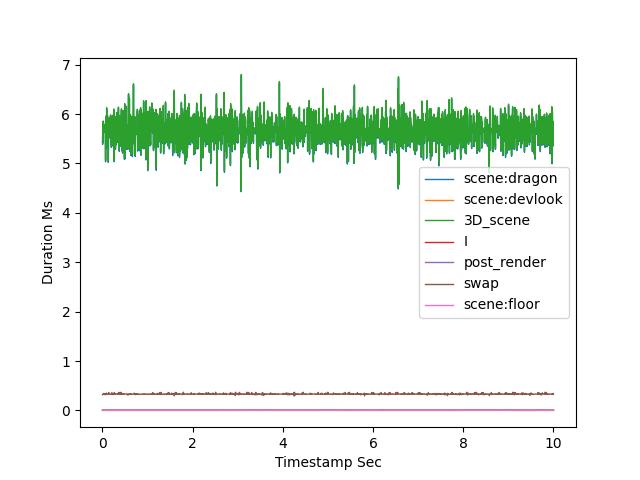 7
6
5
4
3
2
1
0
Duration Ms
scene:dragon
scene:devlook
3D_scene
I
post_render
swap
scene:floor
0 2 4 6 8 10
Timestamp Sec